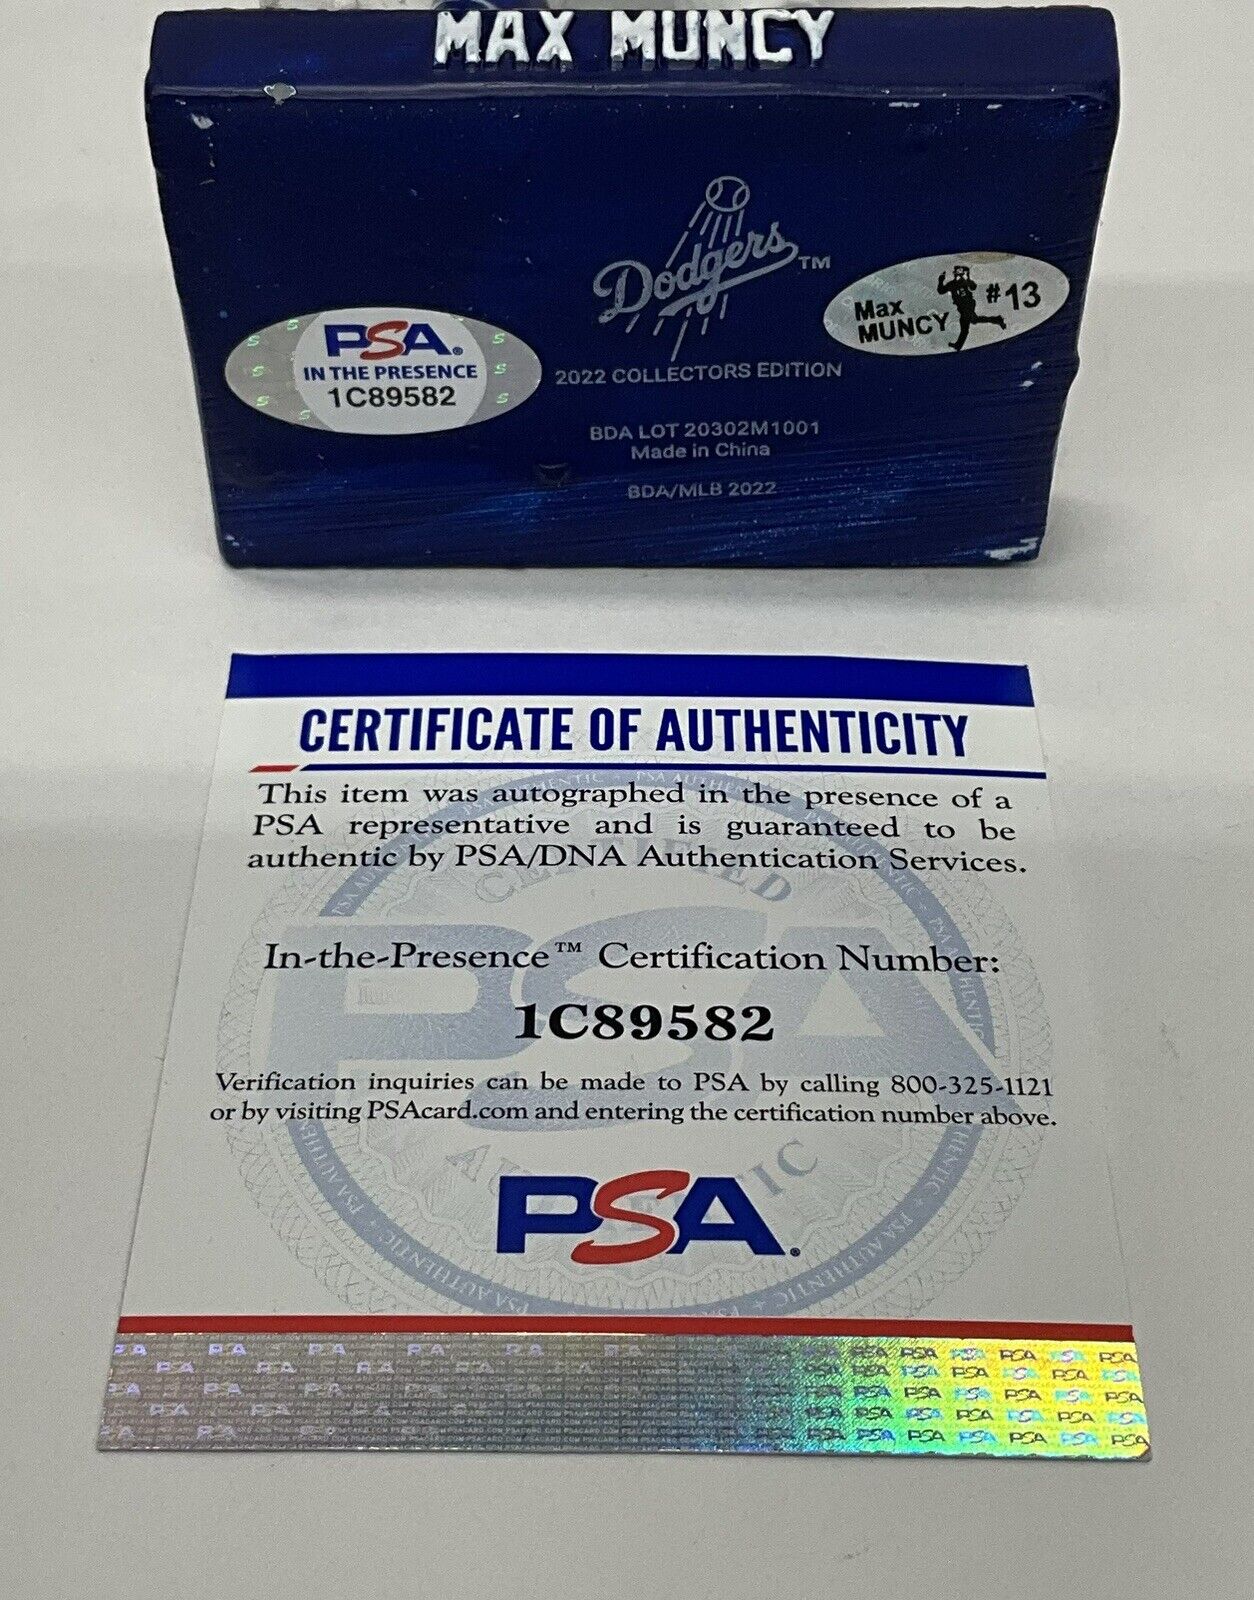 MAX MUNCY
Dodgers™
PSA®
IN THE PRESENCE
1C89582
Max
MUNCY
#13
2022 COLLECTORS EDITION
BDA LOT 20302M1001
Made in China
BDA/MLB 2022
CERTIFICATE OF AUTHENTICITY
This item was autographed in the presence of a
PSA representative and is guaranteed to be
authentic by PSA/DNA Authentication Services.
In-the-Presence™ Certification Number:
1C89582
Verification inquiries can be made to PSA by calling 800-325-1121
or by visiting PSAcard.com and entering the certification number above.
PSA®